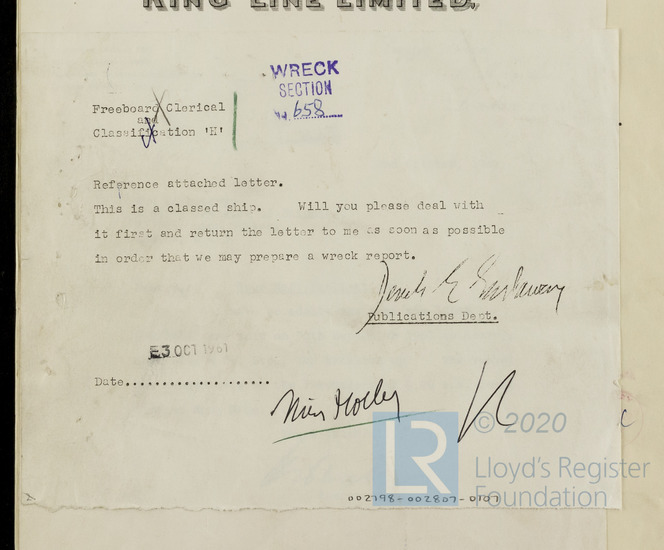 KING LINE LIMITED.
WRECK
SECTION
No. 658
Freeboard Clerical
and
Classification 'H'
Reference attached letter.
This is a classed ship. Will you please deal with
it first and return the letter to me as soon as possible
in order that we may prepare a wreck report.
Publications Dept.
3 OCT 1961
Date.....................
Miss
LR
© 2020
Lloyd's Register
Foundation
002798-002807-0107